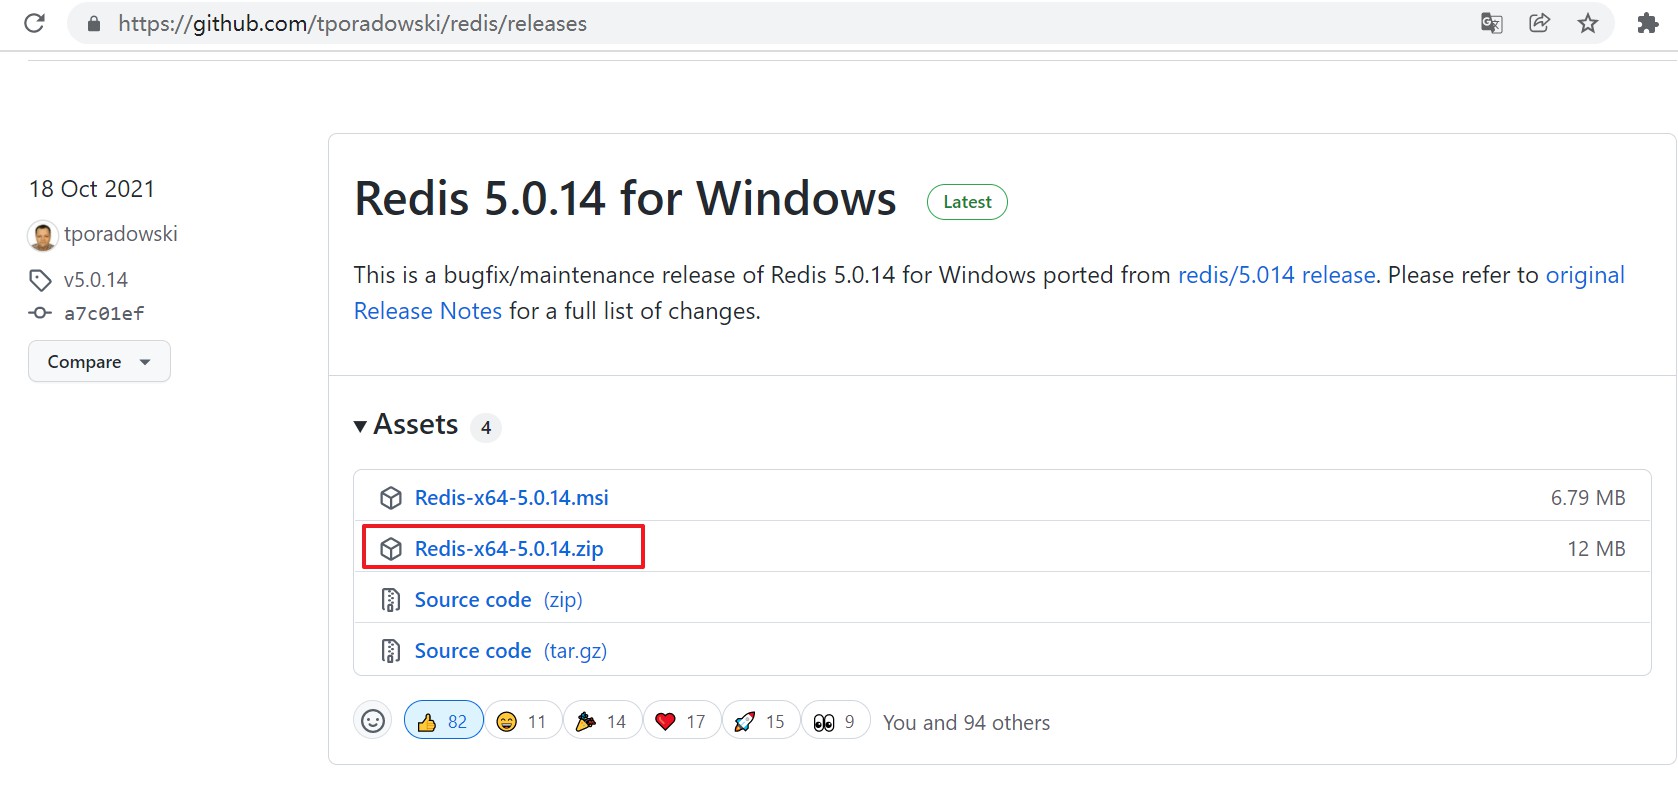 https://github.com/tporadowski/redis/releases
18 Oct 2021
tporadowski
v5.0.14
a7c01ef
Compare
Redis 5.0.14 for Windows Latest
This is a bugfix/maintenance release of Redis 5.0.14 for Windows ported from redis/5.014 release. Please refer to original
Release Notes for a full list of changes.
Assets 4
Redis-x64-5.0.14.msi 6.79 MB
Redis-x64-5.0.14.zip 12 MB
Source code (zip)
Source code (tar.gz)
82 11 14 17 15 9 You and 94 others